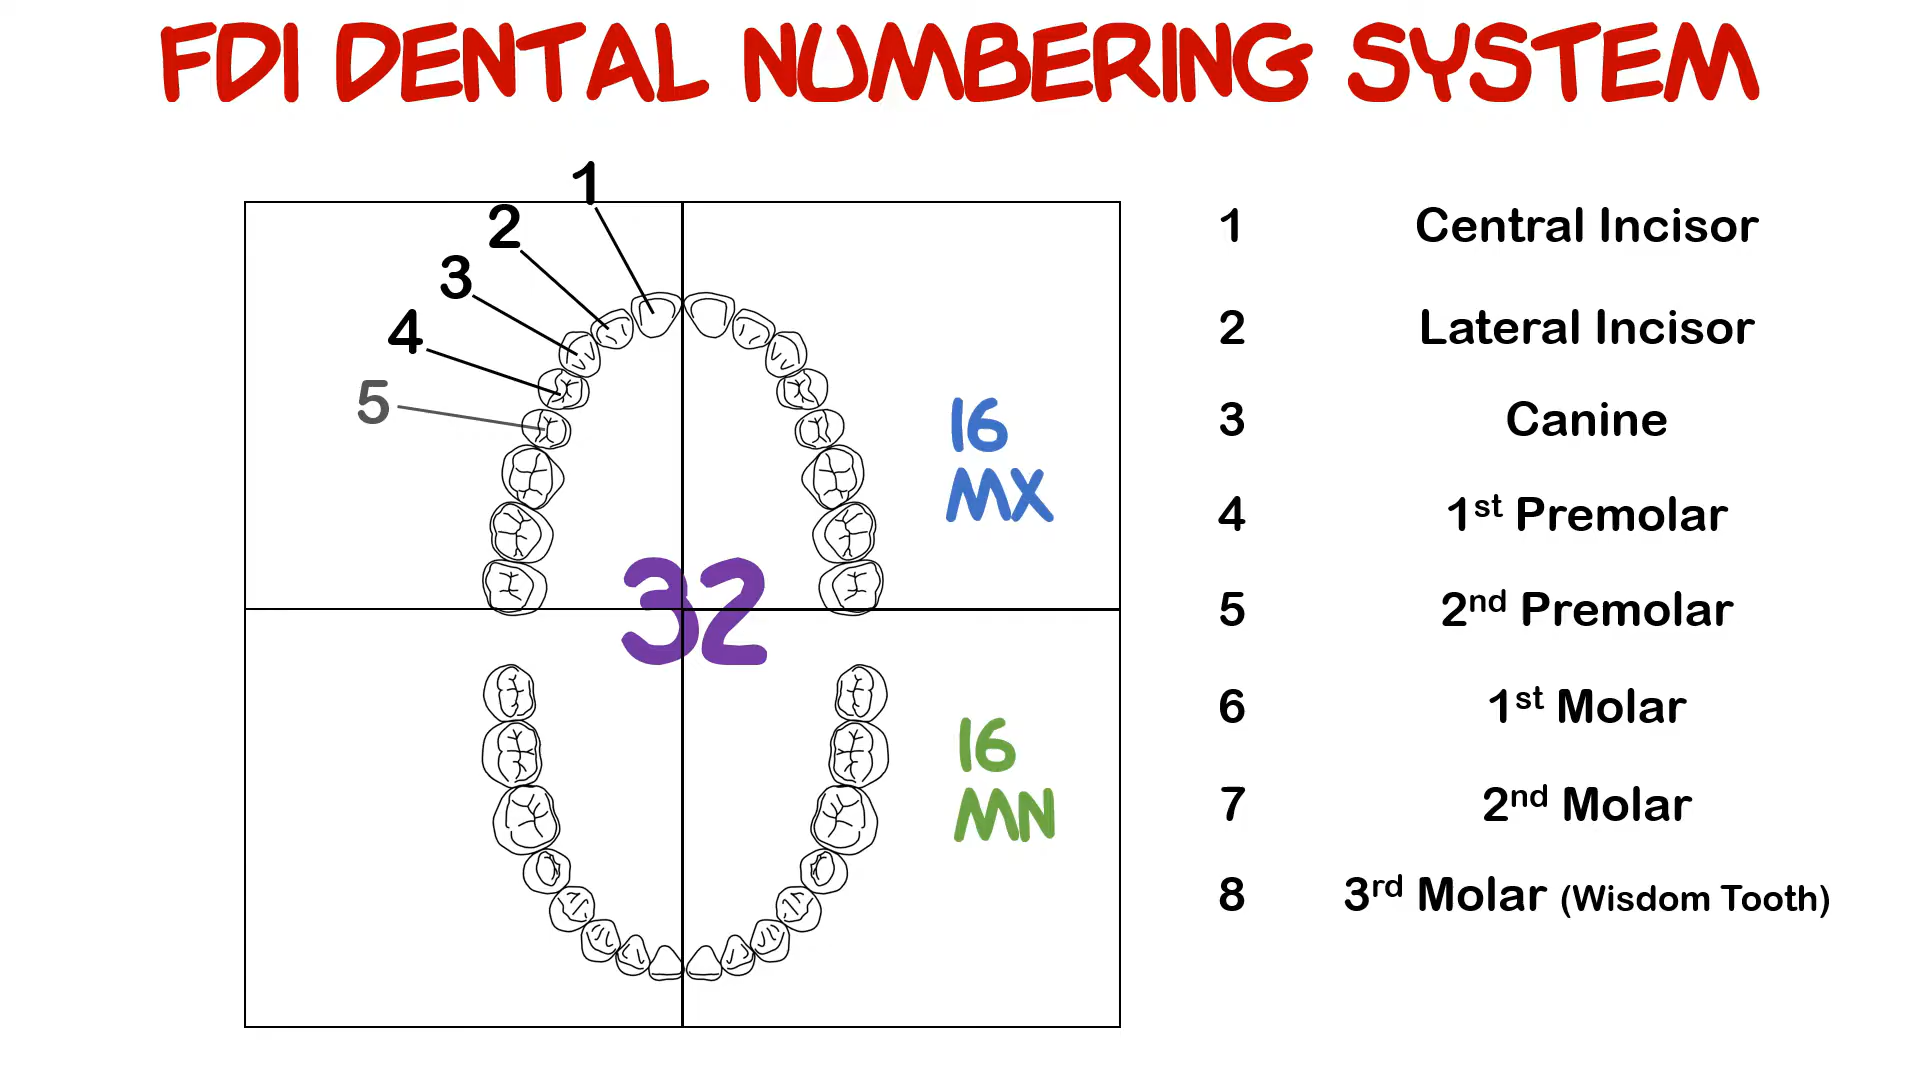 FDI DENTAL NUMBERING SYSTEM
1
2
3
4
5
16
MX
32
16
MN
1 Central Incisor
2 Lateral Incisor
3 Canine
4 1st Premolar
5 2nd Premolar
6 1st Molar
7 2nd Molar
8 3rd Molar (Wisdom Tooth)